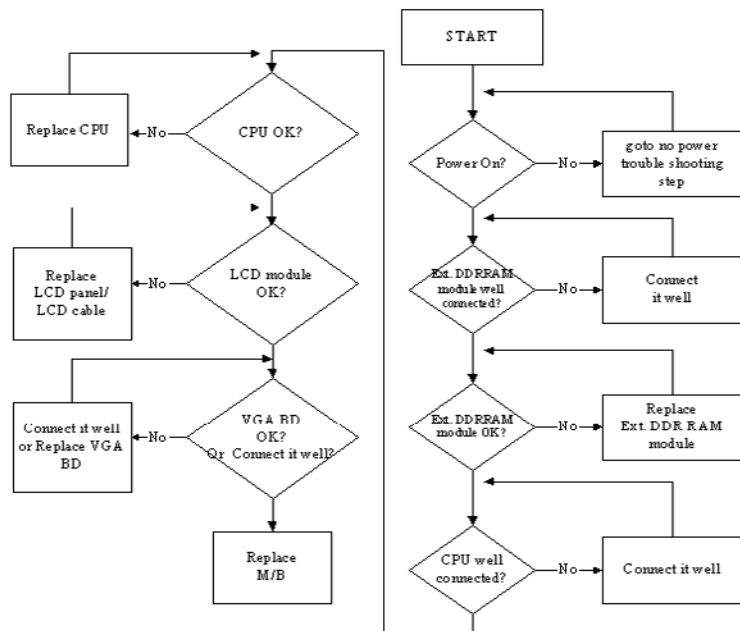 START
Power On?
No
goto no power
trouble shooting
step
Ext. DDRRAM
module well
connected?
No
Connect
it well
Ext. DDRRAM
module OK?
No
Replace
Ext. DDR RAM
module
CPU well
connected?
No
Connect it well
CPU OK?
No
Replace CPU
LCD module
OK?
No
Replace
LCD panel/
LCD cable
VGA BD
OK?
Or Connect it well?
No
Connect it well
or Replace VGA
BD
Replace
M/B